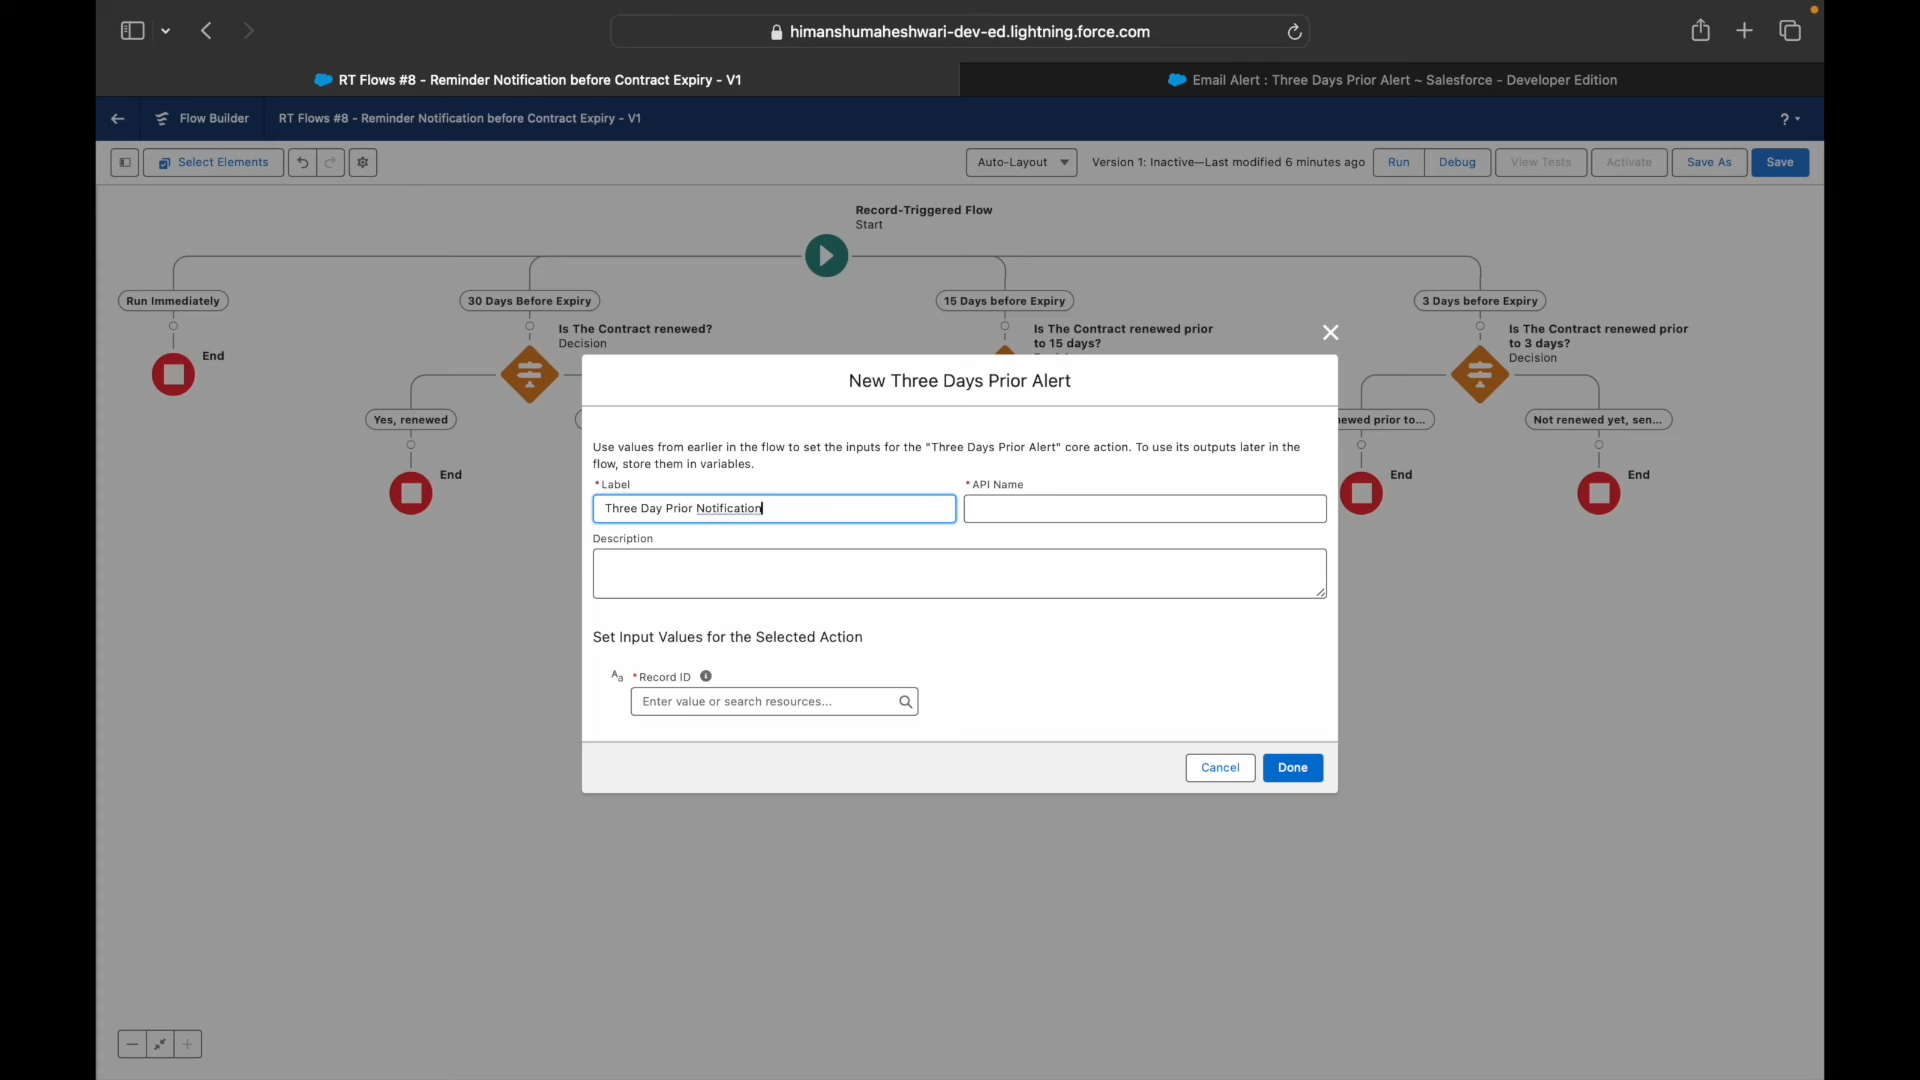 himanshumaheshwari-dev-ed.lightning.force.com
RT Flows #8 - Reminder Notification before Contract Expiry - V1
Email Alert : Three Days Prior Alert ~ Salesforce - Developer Edition
Flow Builder
RT Flows #8 - Reminder Notification before Contract Expiry - V1
?
Select Elements
Auto-Layout
Version 1: Inactive—Last modified 6 minutes ago
Run
Debug
View Tests
Activate
Save As
Save
Record-Triggered Flow
Start
Run Immediately
30 Days Before Expiry
15 Days before Expiry
3 Days before Expiry
End
Is The Contract renewed?
Decision
Is The Contract renewed prior
to 15 days?
Is The Contract renewed prior
to 3 days?
Decision
Yes, renewed
newed prior to...
Not renewed yet, sen...
End
End
End
New Three Days Prior Alert
Use values from earlier in the flow to set the inputs for the "Three Days Prior Alert" core action. To use its outputs later in the
flow, store them in variables.
* Label
* API Name
Three Day Prior Notification
Description
Set Input Values for the Selected Action
Aa * Record ID
Enter value or search resources...
Cancel
Done